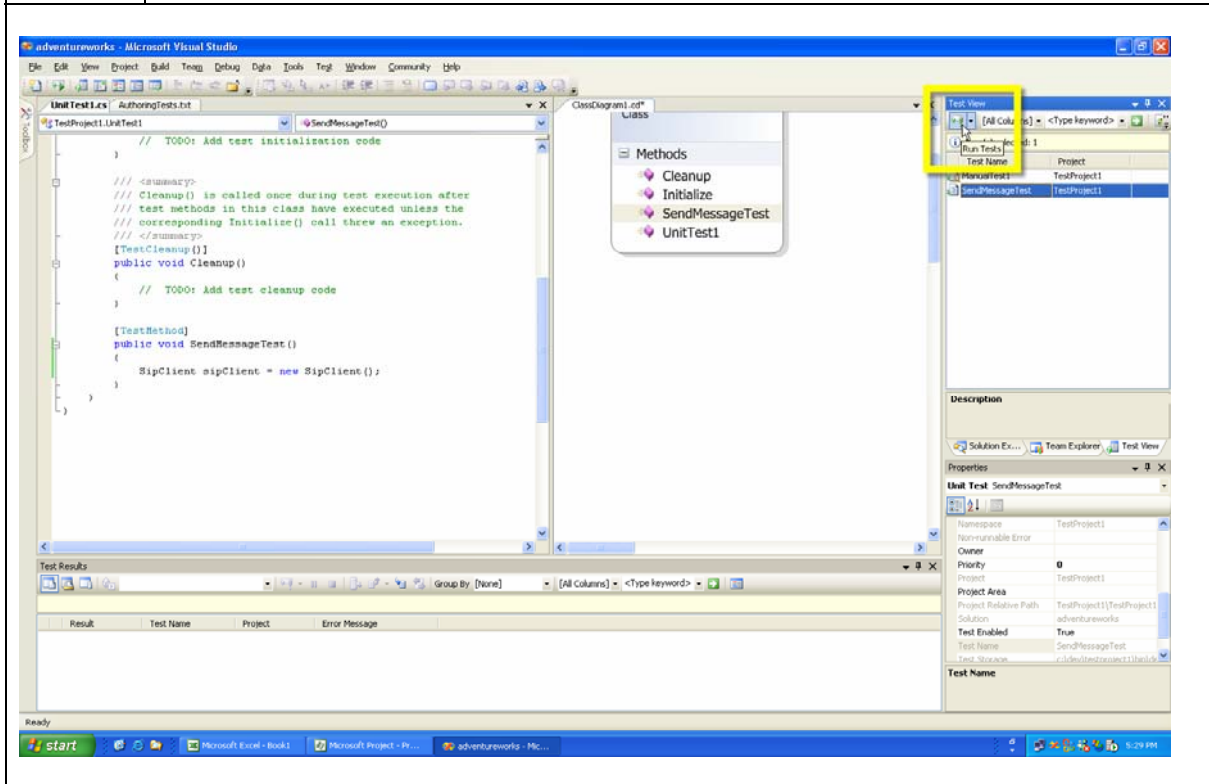 adventureworks - Microsoft Visual Studio
File Edit View Project Build Team Debug Data Tools Test Window Community Help
UnitTest1.cs AuthoringTests.txt
ClassDiagram1.cd*
Test View
TestProject1.UnitTest1
SendMessageTest()
[All Columns] <Type keyword>
Run Tests
Test Name Project
ManualTest1 TestProject1
SendMessageTest TestProject1
Toolbox
// TODO: Add test initialization code
}
/// <summary>
/// Cleanup() is called once during test execution after
/// test methods in this class have executed unless the
/// corresponding Initialize() call threw an exception.
/// </summary>
[TestCleanup()]
public void Cleanup()
{
// TODO: Add test cleanup code
}
[TestMethod]
public void SendMessageTest()
{
SipClient sipClient = new SipClient();
}
}
}
Class
Methods
Cleanup
Initialize
SendMessageTest
UnitTest1
Description
Solution Ex... Team Explorer Test View
Properties
Unit Test SendMessageTest
Namespace TestProject1
Non-runnable Error
Owner
Priority 0
Project TestProject1
Project Area
Project Relative Path TestProject1\TestProject1
Solution adventureworks
Test Enabled True
Test Name SendMessageTest
Test Storage
Test Name
Test Results
Group By [None] [All Columns] <Type keyword>
Result Test Name Project Error Message
Ready
start
Microsoft Excel - Book1
Microsoft Project - Pr...
adventureworks - Mic...
5:29 PM